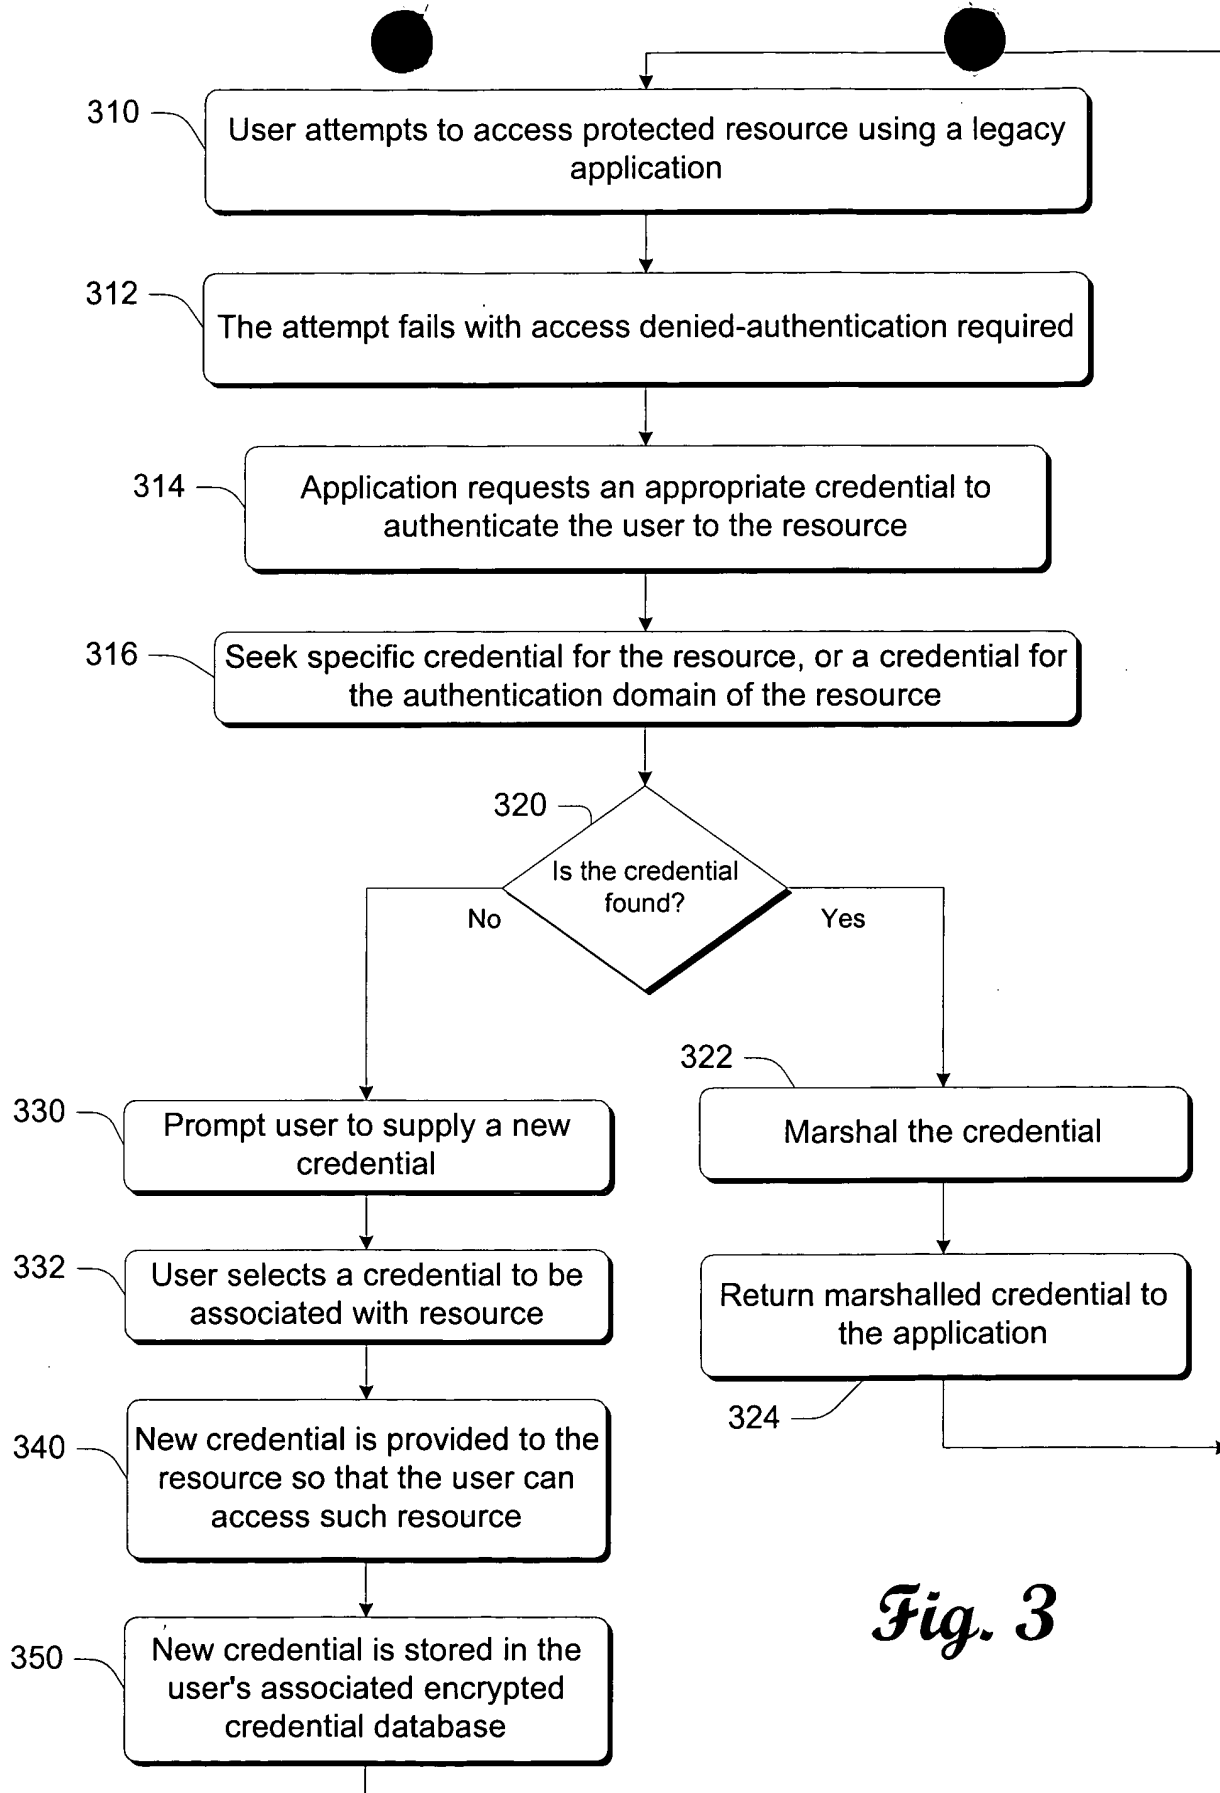 310
User attempts to access protected resource using a legacy
application
312
The attempt fails with access denied-authentication required
314
Application requests an appropriate credential to
authenticate the user to the resource
316
Seek specific credential for the resource, or a credential for
the authentication domain of the resource
320
Is the credential
found?
No
Yes
322
Marshal the credential
330
Prompt user to supply a new
credential
332
User selects a credential to be
associated with resource
Return marshalled credential to
the application
324
340
New credential is provided to the
resource so that the user can
access such resource
350
New credential is stored in the
user's associated encrypted
credential database
Fig. 3